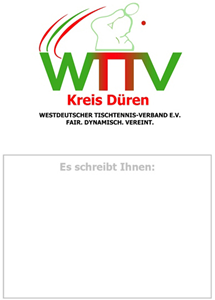 WTTV
Kreis Düren
WESTDEUTSCHER TISCHTENNIS-VERBAND E.V.
FAIR. DYNAMISCH. VEREINT.
Es schreibt Ihnen: